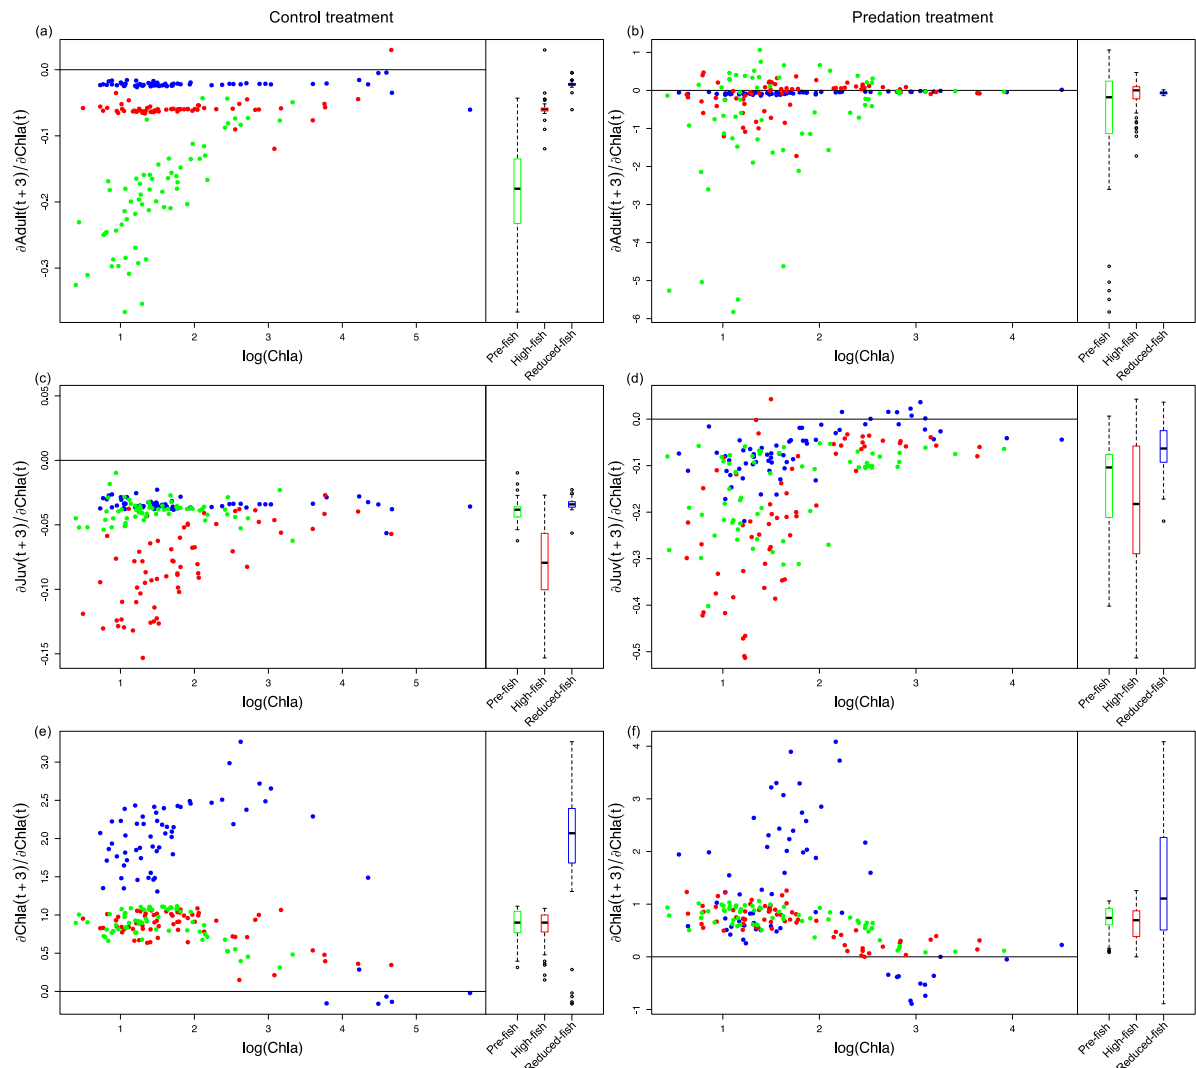 Control treatment
Predation treatment
(a)
∂Adult(t + 3)/∂Chla(t)
0.0
-0.1
-0.2
-0.3
1 2 3 4 5
log(Chla)
Pre-fish
High-fish
Reduced-fish
(b)
∂Adult(t + 3)/∂Chla(t)
1
0
-1
-2
-3
-4
-5
-6
1 2 3 4
log(Chla)
Pre-fish
High-fish
Reduced-fish
(c)
∂Juv(t + 3)/∂Chla(t)
0.05
0.00
-0.05
-0.10
-0.15
1 2 3 4 5
log(Chla)
Pre-fish
High-fish
Reduced-fish
(d)
∂Juv(t + 3)/∂Chla(t)
0.0
-0.1
-0.2
-0.3
-0.4
-0.5
1 2 3 4
log(Chla)
Pre-fish
High-fish
Reduced-fish
(e)
∂Chla(t + 3)/∂Chla(t)
3.0
2.5
2.0
1.5
1.0
0.5
0.0
1 2 3 4 5
log(Chla)
Pre-fish
High-fish
Reduced-fish
(f)
∂Chla(t + 3)/∂Chla(t)
4
3
2
1
0
-1
1 2 3 4
log(Chla)
Pre-fish
High-fish
Reduced-fish